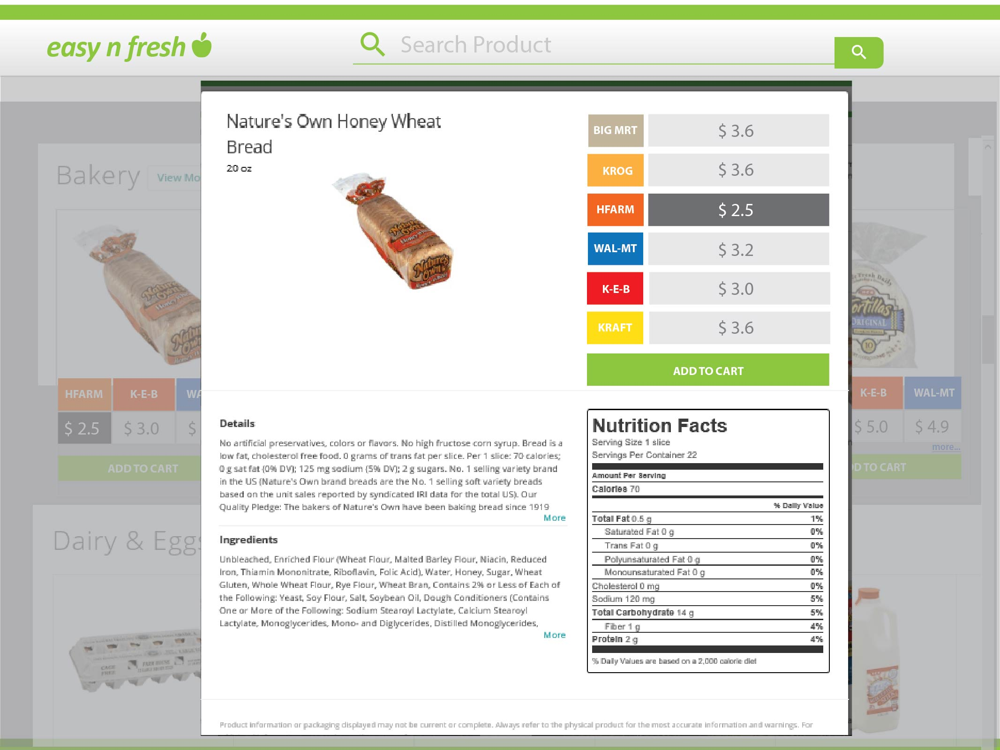 easy n fresh
Search Product
Nature's Own Honey Wheat
Bread
20 oz
BIG MRT $ 3.6
KROG $ 3.6
HFARM $ 2.5
WAL-MT $ 3.2
K-E-B $ 3.0
KRAFT $ 3.6
ADD TO CART
Details
No artificial preservatives, colors or flavors. No high fructose corn syrup. Bread is a
low fat, cholesterol free food. 0 grams of trans fat per slice. Per 1 slice: 70 calories;
0 g sat fat (0% DV); 125 mg sodium (5% DV); 2 g sugars. No. 1 selling variety brand
in the US (Nature's Own brand breads are the No. 1 selling soft variety breads
based on the unit sales reported by syndicated IRI data for the total US). Our
Quality Pledge: The bakers of Nature's Own have been baking bread since 1919
More
Ingredients
Unbleached, Enriched Flour (Wheat Flour, Malted Barley Flour, Niacin, Reduced
Iron, Thiamin Mononitrate, Riboflavin, Folic Acid), Water, Honey, Sugar, Wheat
Gluten, Whole Wheat Flour, Rye Flour, Wheat Bran, Contains 2% or Less of Each of
the Following: Yeast, Soy Flour, Salt, Soybean Oil, Dough Conditioners (Contains
One or More of the Following: Sodium Stearoyl Lactylate, Calcium Stearoyl
Lactylate, Monoglycerides, Mono- and Diglycerides, Distilled Monoglycerides,
More
Nutrition Facts
Serving Size 1 slice
Servings Per Container 22
Amount Per Serving
Calories 70
% Daily Value
Total Fat 0.5 g 1%
Saturated Fat 0 g 0%
Trans Fat 0 g 0%
Polyunsaturated Fat 0 g 0%
Monounsaturated Fat 0 g 0%
Cholesterol 0 mg 0%
Sodium 120 mg 5%
Total Carbohydrate 14 g 5%
Fiber 1 g 4%
Protein 2 g 4%
% Daily Values are based on a 2,000 calorie diet
Product information or packaging displayed may not be current or complete. Always refer to the physical product for the most accurate information and warnings. For
Bakery
View Mo
Nature's
Own
Honey Wheat
HFARM K-E-B WA
$ 2.5 $ 3.0 $
ADD TO CART
Dairy & Eggs
CAGE
FREE
FARM HOUSE
Fresh Daily
ortillas
ORIGINAL
10
K-E-B WAL-MT
$ 5.0 $ 4.9
more...
D TO CART